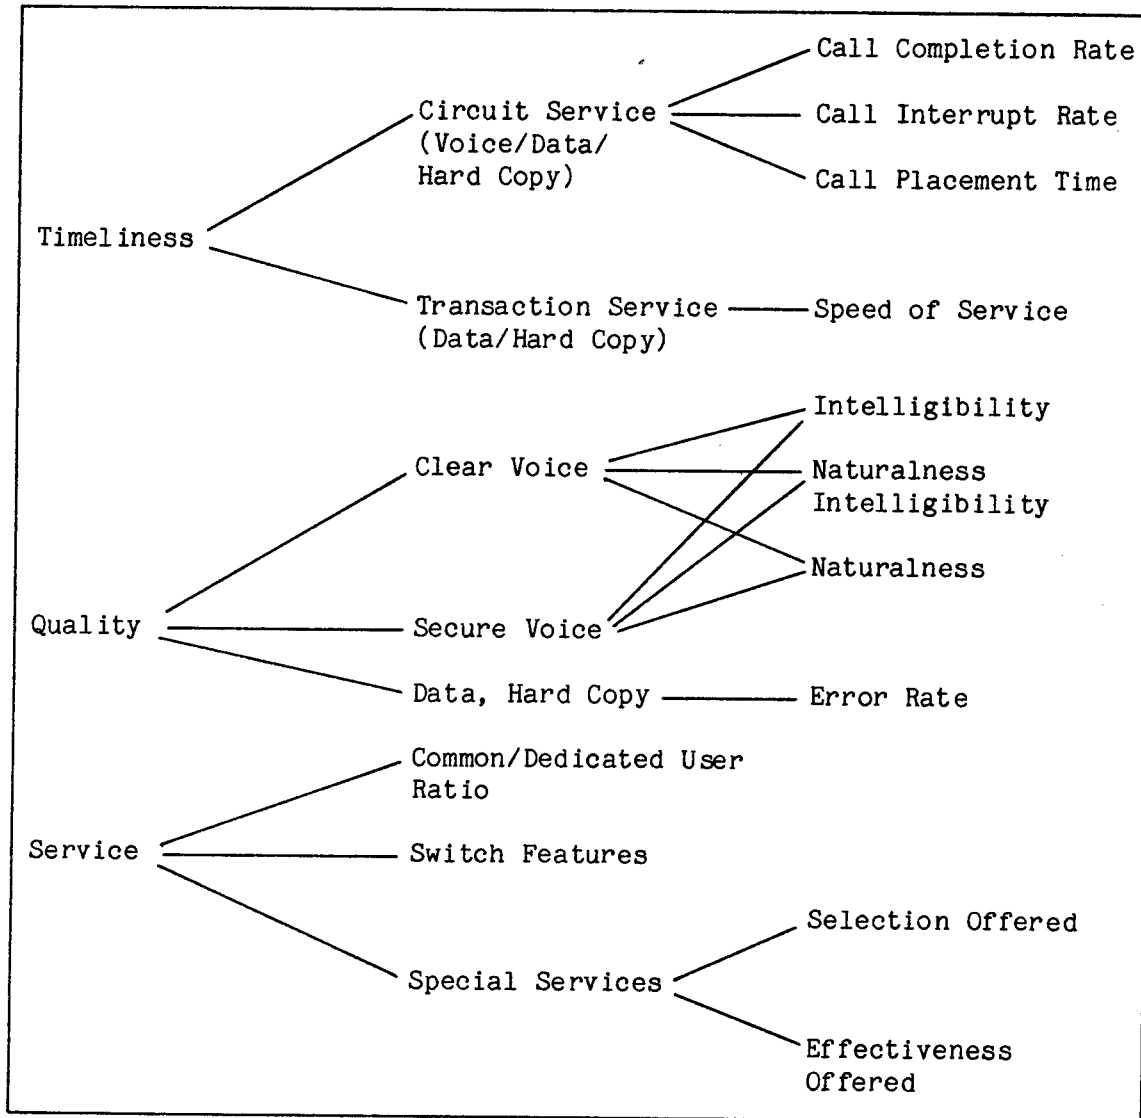 Call Completion Rate
Circuit Service
(Voice/Data/
Hard Copy)
Call Interrupt Rate
Call Placement Time
Timeliness
Transaction Service
(Data/Hard Copy)
Speed of Service
Intelligibility
Clear Voice
Naturalness
Intelligibility
Naturalness
Quality
Secure Voice
Data, Hard Copy
Error Rate
Common/Dedicated User
Ratio
Service
Switch Features
Selection Offered
Special Services
Effectiveness
Offered